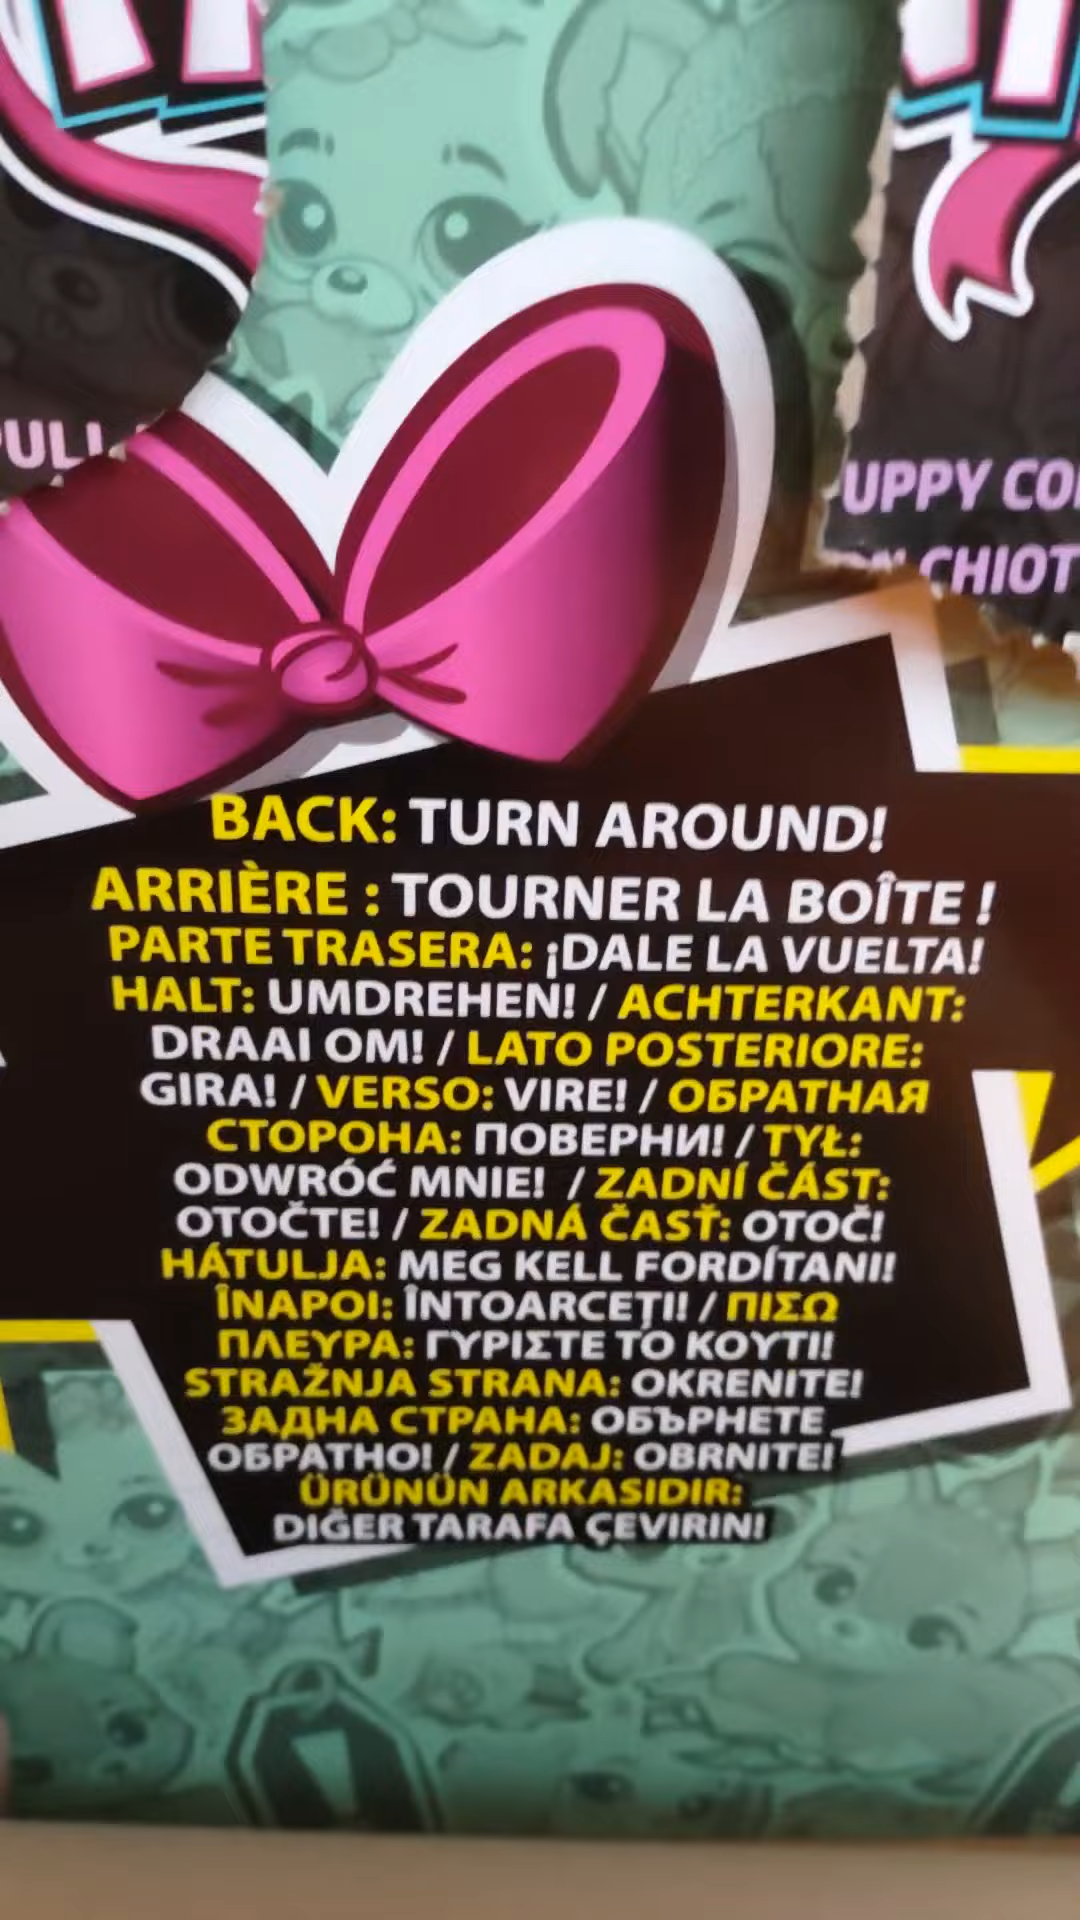 PULL
UPPY CO
CHIOT
BACK: TURN AROUND!
ARRIÈRE : TOURNER LA BOÎTE !
PARTE TRASERA: ¡DALE LA VUELTA!
HALT: UMDREHEN! / ACHTERKANT:
DRAAI OM! / LATO POSTERIORE:
GIRA! / VERSO: VIRE! / ОБРАТНАЯ
СТОРОНА: ПОВЕРНИ! / TYŁ:
ODWRÓĆ MNIE! / ZADNÍ ČÁST:
OTOČTE! / ZADNÁ ČASŤ: OTOČ!
HÁTULJA: MEG KELL FORDÍTANI!
ÎNAPOI: ÎNTOARCEȚI! / ΠΙΣΩ
ΠΛΕΥΡΑ: ΓΥΡΙΣΤΕ ΤΟ ΚΟΥΤΙ!
STRAŽNJA STRANA: OKRENITE!
ЗАДНА СТРАНА: ОБЪРНЕТЕ
ОБРАТНО! / ZADAJ: OBRNITE!
ÜRÜNÜN ARKASIDIR:
DIĞER TARAFA ÇEVIRIN!